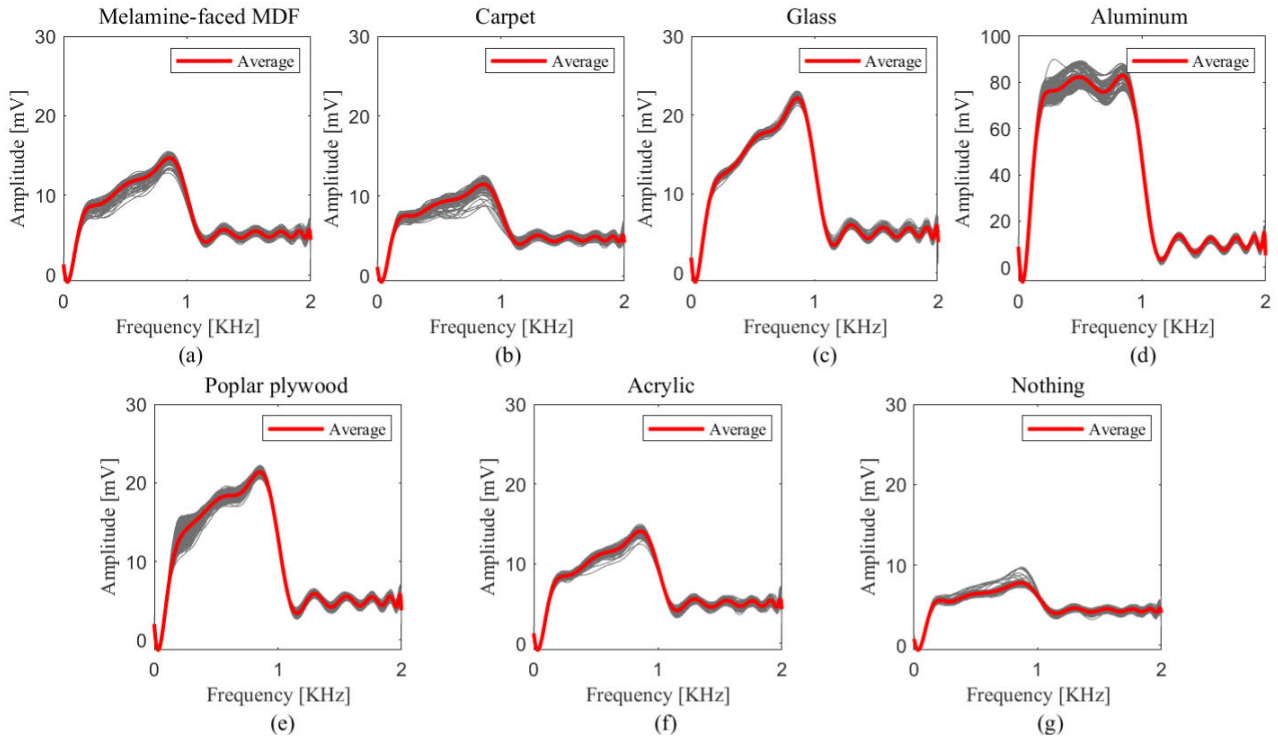 Melamine-faced MDF
Amplitude [mV]
30
20
10
0
Average
0 1 2
Frequency [KHz]
(a)
Carpet
Amplitude [mV]
30
20
10
0
Average
0 1 2
Frequency [KHz]
(b)
Glass
Amplitude [mV]
30
20
10
0
Average
0 1 2
Frequency [KHz]
(c)
Aluminum
Amplitude [mV]
100
80
60
40
20
0
Average
0 1 2
Frequency [KHz]
(d)
Poplar plywood
Amplitude [mV]
30
20
10
0
Average
0 1 2
Frequency [KHz]
(e)
Acrylic
Amplitude [mV]
30
20
10
0
Average
0 1 2
Frequency [KHz]
(f)
Nothing
Amplitude [mV]
30
20
10
0
Average
0 1 2
Frequency [KHz]
(g)